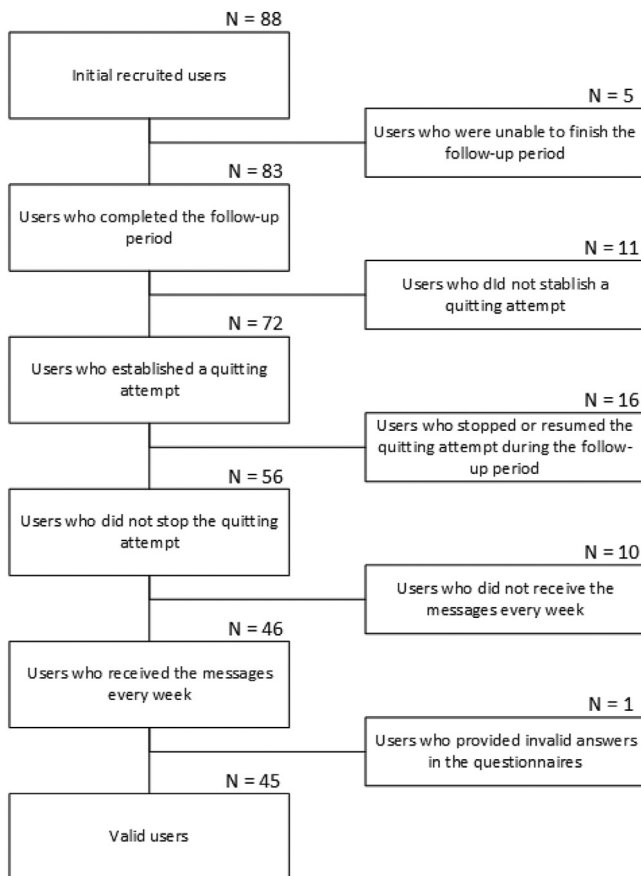 N = 88
Initial recruited users
N = 5
Users who were unable to finish the
follow-up period
N = 83
Users who completed the follow-up
period
N = 11
Users who did not stablish a
quitting attempt
N = 72
Users who established a quitting
attempt
N = 16
Users who stopped or resumed the
quitting attempt during the follow-
up period
N = 56
Users who did not stop the quitting
attempt
N = 10
Users who did not receive the
messages every week
N = 46
Users who received the messages
every week
N = 1
Users who provided invalid answers
in the questionnaires
N = 45
Valid users